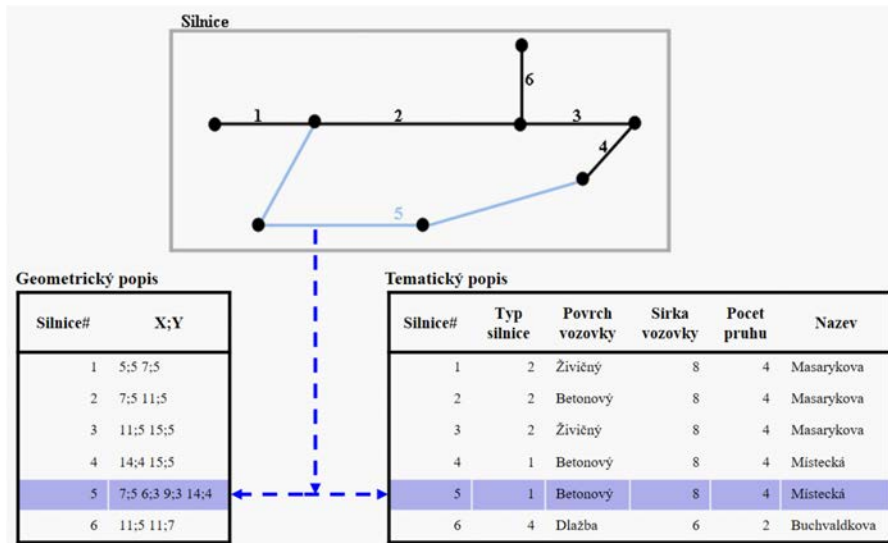 Silnice
6
1 2 3
4
5
Geometrický popis
Silnice# X;Y
1 5;5 7;5
2 7;5 11;5
3 11;5 15;5
4 14;4 15;5
5 7;5 6;3 9;3 14;4
6 11;5 11;7
Tematický popis
Silnice# Typ silnice Povrch vozovky Sirka vozovky Pocet pruhu Nazev
1 2 Živičný 8 4 Masarykova
2 2 Betonový 8 4 Masarykova
3 2 Živičný 8 4 Masarykova
4 1 Betonový 8 4 Místecká
5 1 Betonový 8 4 Místecká
6 4 Dlažba 6 2 Buchvaldkova